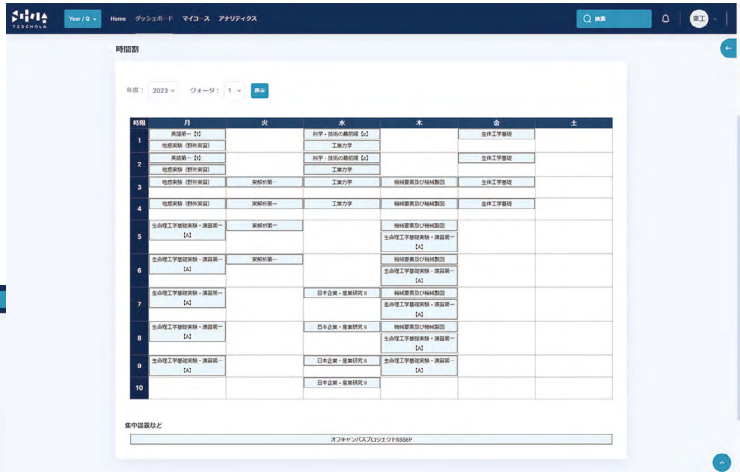 T2SCHOLA
Year / Q
Home ダッシュボード マイコース アナリティクス
検索
東工
時間割
年度： 2023 クォータ： 1 表示
時限 月 火 水 木 金 土
1 英語第一【1】 科学・技術の最前線【c】 生体工学基礎
地惑実験（野外実習） 工業力学
2 英語第一【1】 科学・技術の最前線【c】 生体工学基礎
地惑実験（野外実習） 工業力学
3 地惑実験（野外実習） 実解析第一 工業力学 機械要素及び機械製図 生体工学基礎
4 地惑実験（野外実習） 実解析第一 工業力学 機械要素及び機械製図 生体工学基礎
5 生命理工学基礎実験・演習第一【A】 実解析第一 機械要素及び機械製図
生命理工学基礎実験・演習第一【A】
6 生命理工学基礎実験・演習第一【A】 実解析第一 機械要素及び機械製図
生命理工学基礎実験・演習第一【A】
7 生命理工学基礎実験・演習第一【A】 日本企業・産業研究 II 機械要素及び機械製図
生命理工学基礎実験・演習第一【A】
8 生命理工学基礎実験・演習第一【A】 日本企業・産業研究 II 機械要素及び機械製図
生命理工学基礎実験・演習第一【A】
9 生命理工学基礎実験・演習第一【A】 日本企業・産業研究 II 生命理工学基礎実験・演習第一【A】
10 日本企業・産業研究 II
集中講義など
オフキャンパスプロジェクトSSSEP